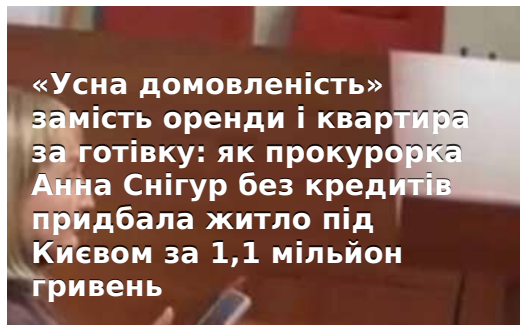 «Усна домовленість»
замість оренди і квартира
за готівку: як прокурорка
Анна Снігур без кредитів
придбала житло під
Києвом за 1,1 мільйон
гривень